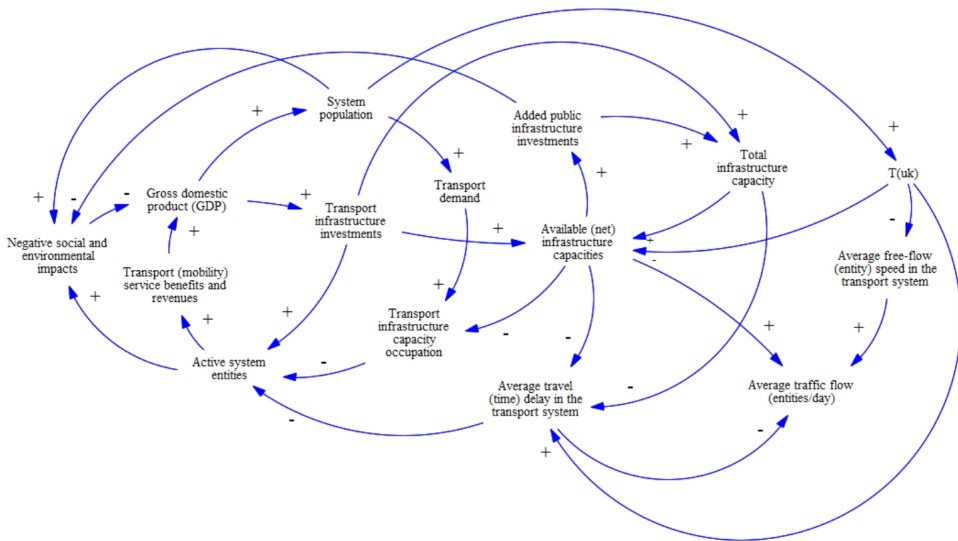 +
System
population
+
+
Added public
infrastructure
investments
+
+
Total
infrastructure
capacity
+
T(uk)
+
-
-
Gross domestic
product (GDP)
+
Transport
infrastructure
investments
+
Transport
demand
+
Available (net)
infrastructure
capacities
+
-
-
Average free-flow
(entity) speed in the
transport system
Negative social and
environmental
impacts
+
Transport (mobility)
service benefits and
revenues
+
+
+
+
Transport
infrastructure
capacity
occupation
-
-
+
+
Active system
entities
-
Average travel
(time) delay in the
transport system
-
Average traffic flow
(entities/day)
-
+
-